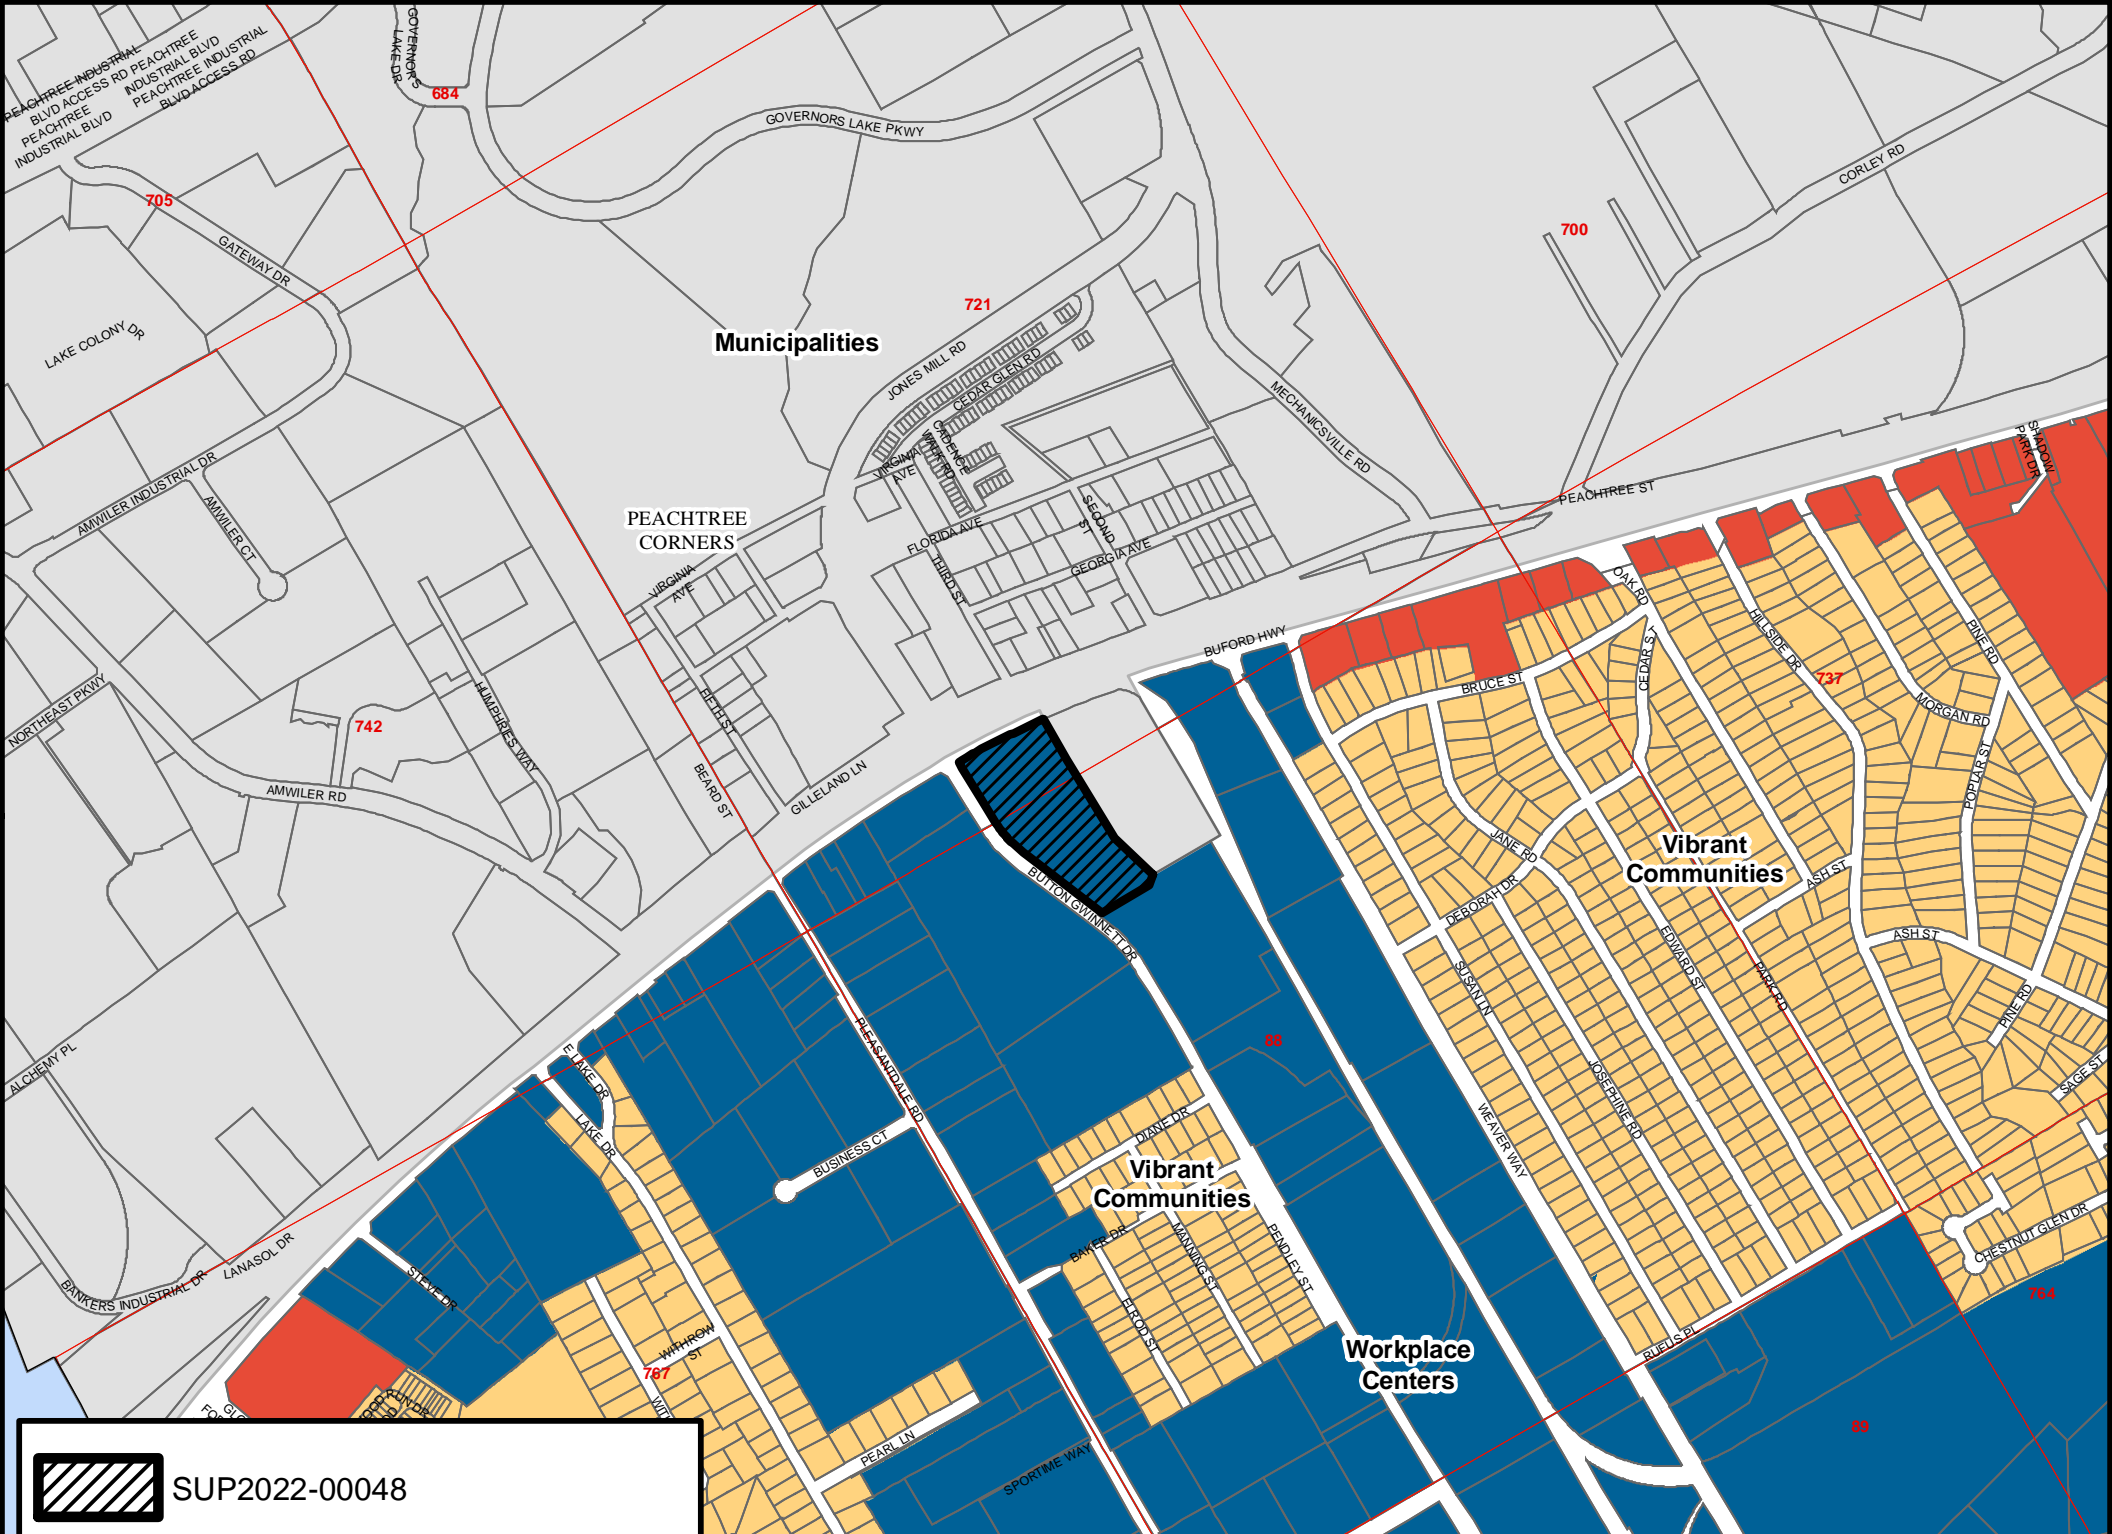 PEACHTREE INDUSTRIAL
BLVD ACCESS RD PEACHTREE
PEACHTREE
INDUSTRIAL BLVD
INDUSTRIAL BLVD
PEACHTREE INDUSTRIAL
BLVD ACCESS RD
GOVERNORS
LAKE DR
684
GOVERNORS LAKE PKWY
CORLEY RD
705
700
GATEWAY DR
721
LAKE COLONY DR
Municipalities
JONES MILL RD
CEDAR GLEN RD
MECHANICSVILLE RD
CADENCE
WALK RD
VIRGINIA
AVE
SHADOW
PARK DR
AMWILER INDUSTRIAL DR
AMWILER CT
PEACHTREE ST
PEACHTREE
CORNERS
FLORIDA AVE
SECOND
ST
GEORGIA AVE
THIRD ST
VIRGINIA
AVE
OAK RD
HILLSIDE DR
PINE RD
BUFORD HWY
CEDAR ST
737
BRUCE ST
MORGAN RD
NORTHEAST PKWY
HUMPHRIES WAY
FIFTH ST
742
BEARD ST
GILLELAND LN
POPLAR ST
AMWILER RD
JANE RD
Vibrant
Communities
ASH ST
DEBORAH DR
BUTTON GWINNETT DR
EDWARD ST
ASH ST
SUSAN LN
PARK RD
PINE RD
88
PLEASANTDALE RD
ALCHEMY PL
E LAKE DR
LAKE DR
JOSEPHINE RD
SAGE ST
WEAVER WAY
DIANE DR
BUSINESS CT
Vibrant
Communities
BAKER DR
MANNING ST
PENDLEY ST
CHESTNUT GLEN DR
LANASOL DR
BANKERS INDUSTRIAL DR
STEVE DR
ELROD ST
764
WITHROW
ST
767
RUFUS PL
Workplace
Centers
89
PEARL LN
SPORTIME WAY
SUP2022-00048